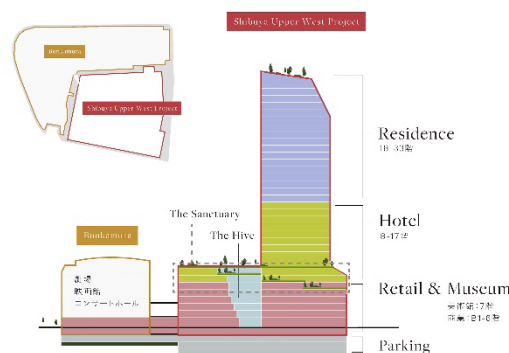 Shibuya Upper West Project
Bunkamura
Shibuya Upper West Project
Residence
18-33階
The Sanctuary
Hotel
8-17階
Bunkamura
The Hive
劇場
映画館
コンサートホール
Retail & Museum
美術館:7階
商業:B1-6階
Parking